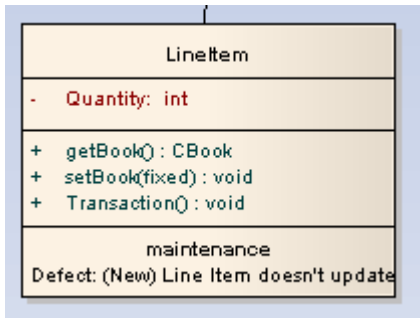 LineItem
- Quantity: int
+ getBook() : CBook
+ setBook(fixed) : void
+ Transaction() : void
maintenance
Defect: (New) Line Item doesn't update